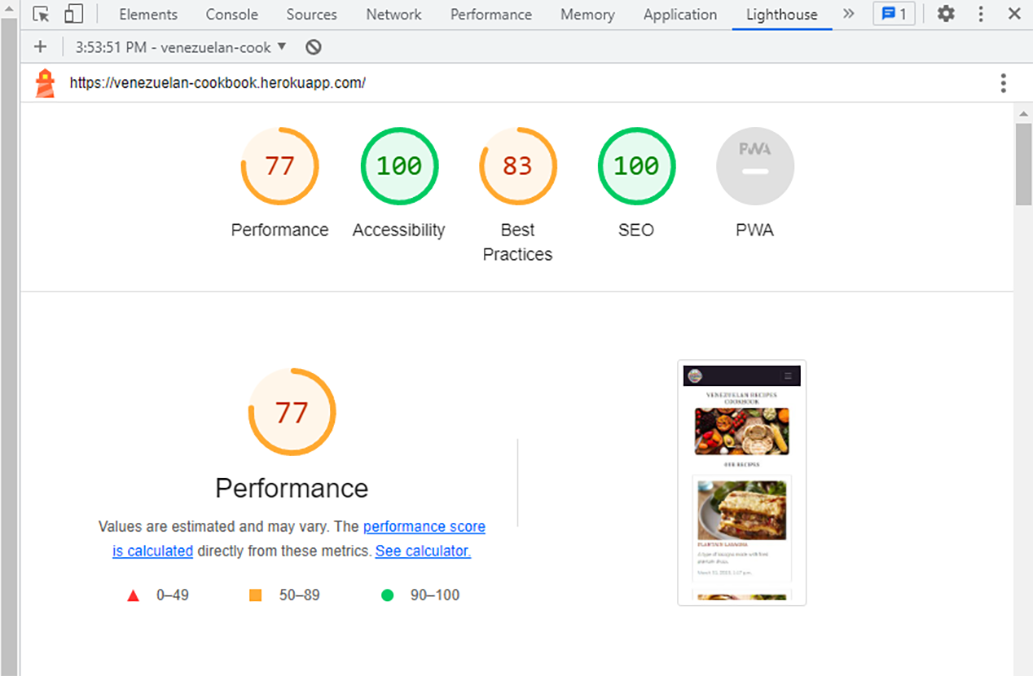 Elements Console Sources Network Performance Memory Application Lighthouse » 1
+ 3:53:51 PM - venezuelan-cook
https://venezuelan-cookbook.herokuapp.com/
77 100 83 100 PWA
Performance Accessibility Best SEO PWA
Practices
77
Performance
Values are estimated and may vary. The performance score
is calculated directly from these metrics. See calculator.
0–49 50–89 90–100
VENEZUELAN RECIPES
COOKBOOK
OUR RECIPES